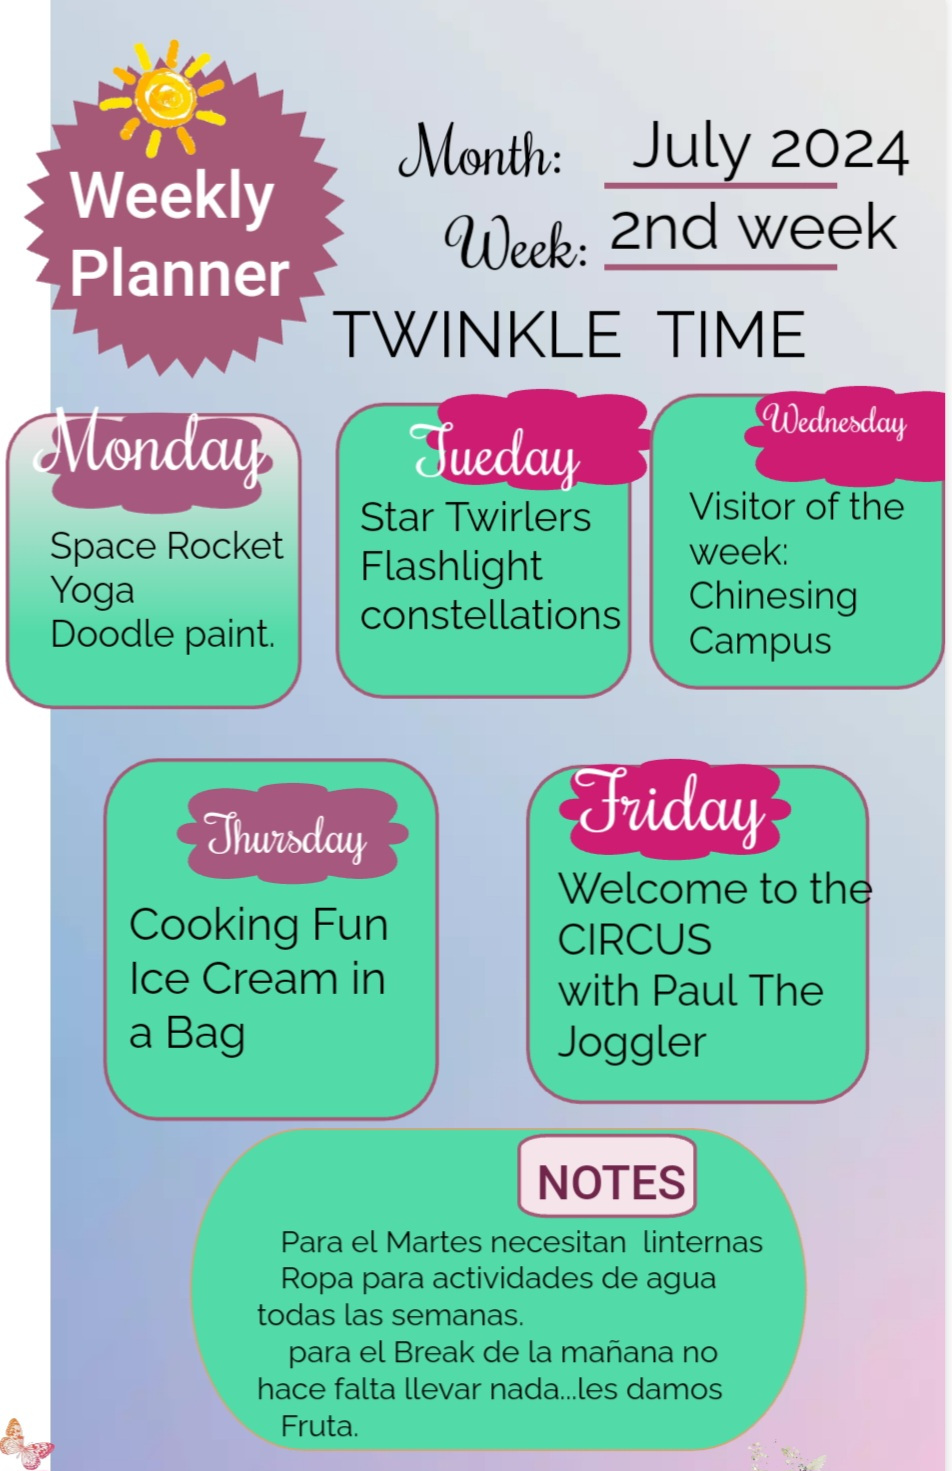 Weekly
Planner
Month: July 2024
Week: 2nd week
TWINKLE TIME
Monday
Space Rocket
Yoga
Doodle paint.
Tueday
Star Twirlers
Flashlight
constellations
Wednesday
Visitor of the
week:
Chinesing
Campus
Thursday
Cooking Fun
Ice Cream in
a Bag
Friday
Welcome to the
CIRCUS
with Paul The
Joggler
NOTES
Para el Martes necesitan linternas
Ropa para actividades de agua
todas las semanas.
para el Break de la mañana no
hace falta llevar nada...les damos
Fruta.